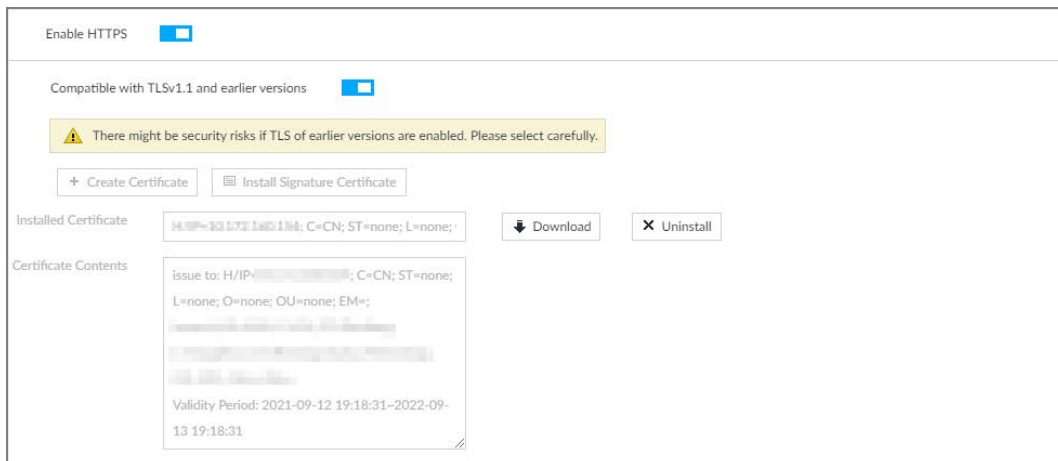 Enable HTTPS
Compatible with TLSv1.1 and earlier versions
There might be security risks if TLS of earlier versions are enabled. Please select carefully.
+ Create Certificate Install Signature Certificate
Installed Certificate C=CN; ST=none; L=none; Download Uninstall
Certificate Contents
issue to: H/IP= ; C=CN; ST=none;
L=none; O=none; OU=none; EM=;
Validity Period: 2021-09-12 19:18:31~2022-09-
13 19:18:31